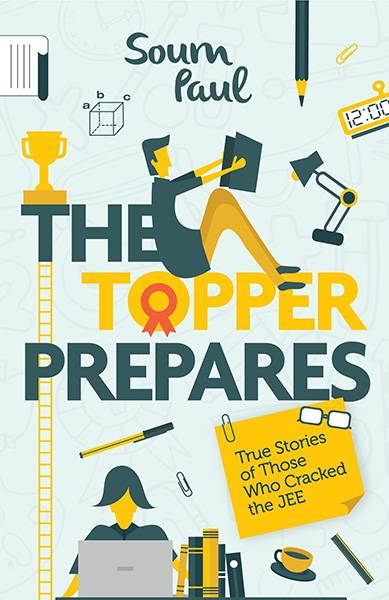 Soum
Paul
a b c
12:00
THE
TOPPER
PREPARES
True Stories
of Those
Who Cracked
the JEE